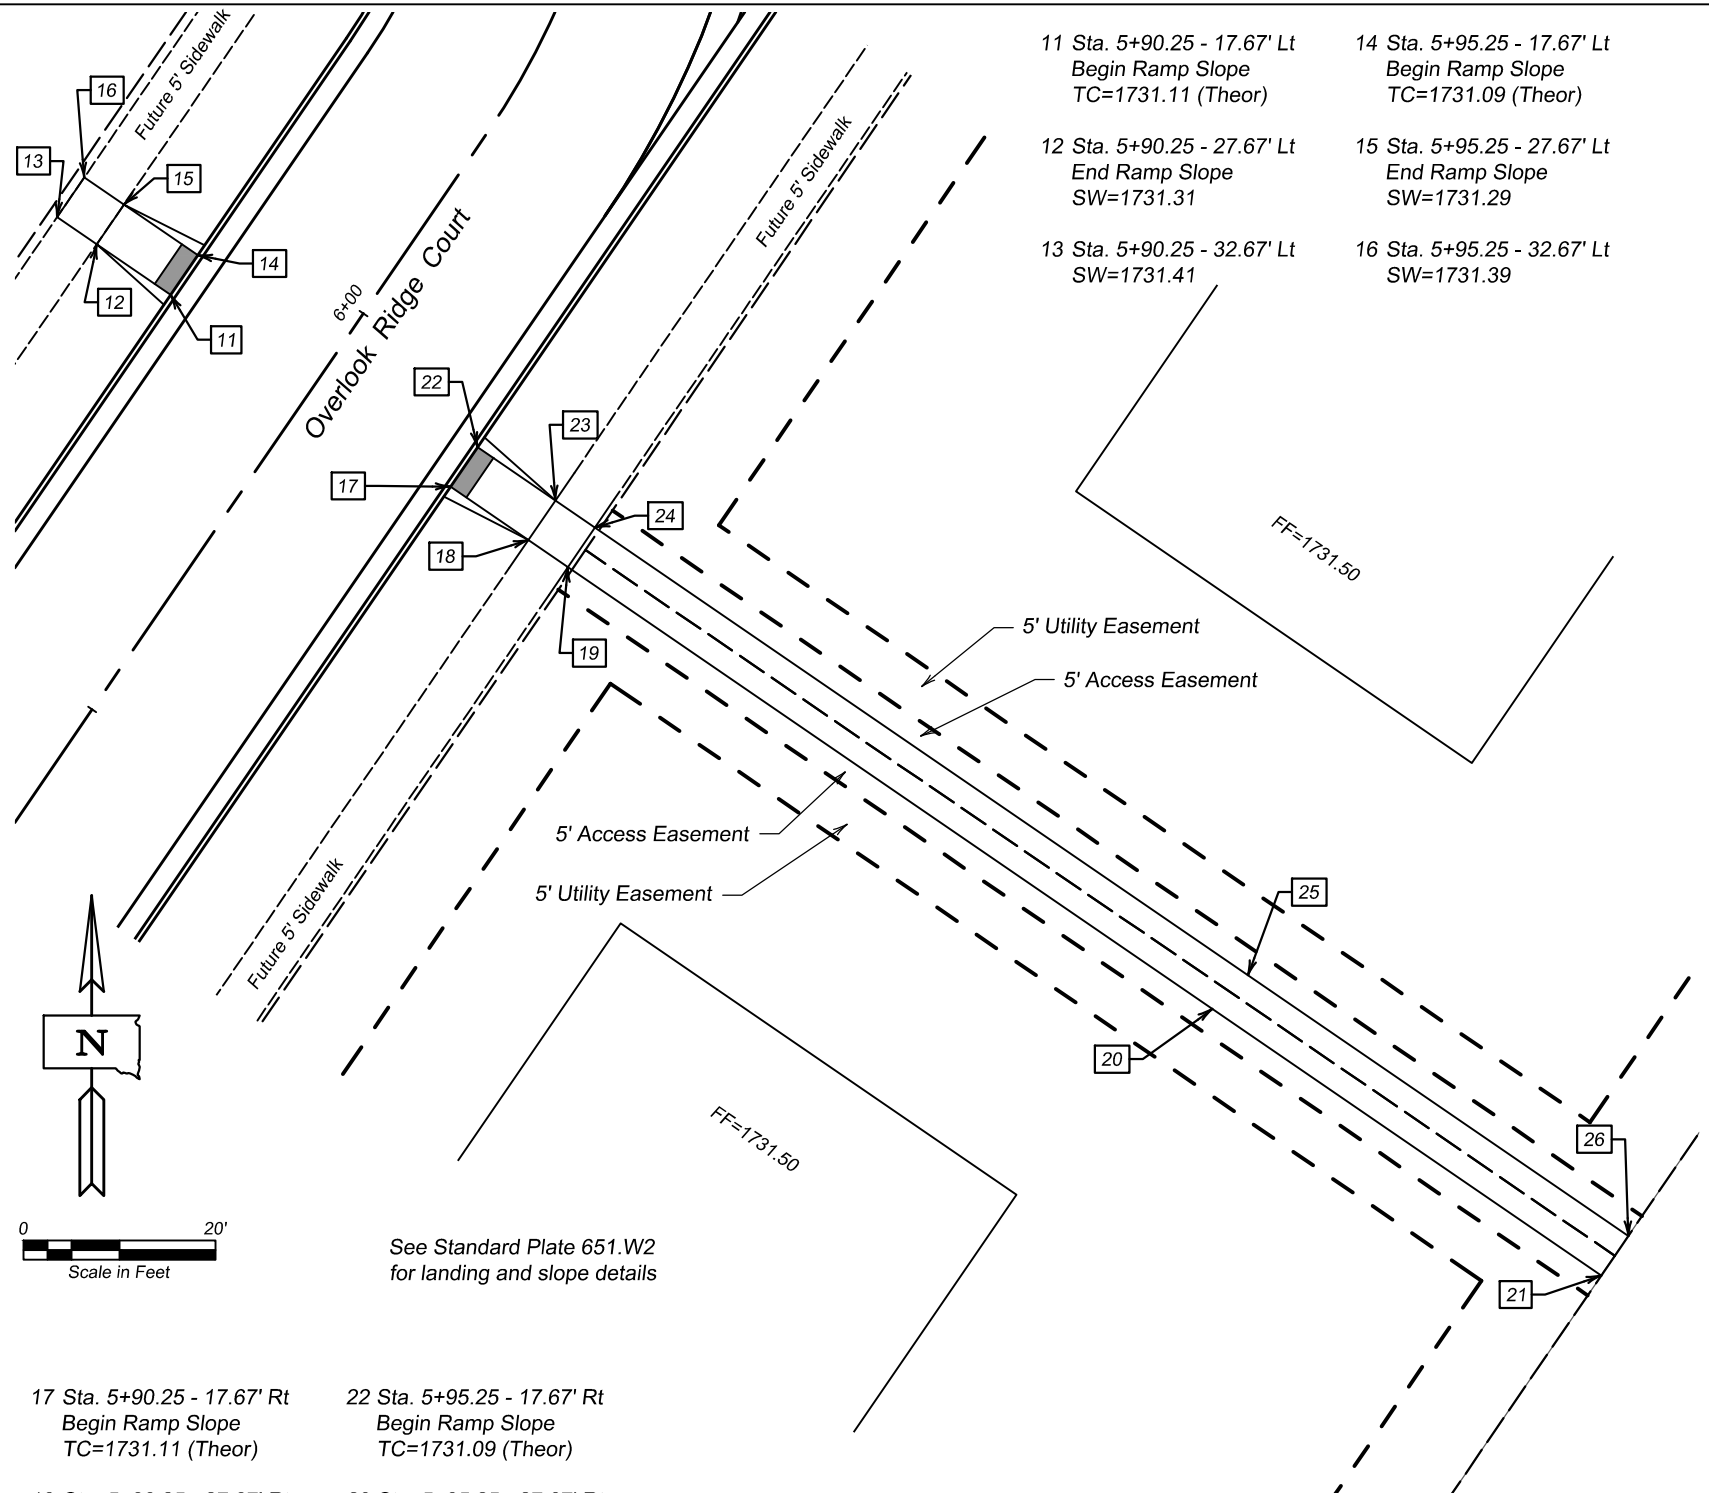 11 Sta. 5+90.25 - 17.67' Lt
Begin Ramp Slope
TC=1731.11 (Theor)
12 Sta. 5+90.25 - 27.67' Lt
End Ramp Slope
SW=1731.31
13 Sta. 5+90.25 - 32.67' Lt
SW=1731.41
14 Sta. 5+95.25 - 17.67' Lt
Begin Ramp Slope
TC=1731.09 (Theor)
15 Sta. 5+95.25 - 27.67' Lt
End Ramp Slope
SW=1731.29
16 Sta. 5+95.25 - 32.67' Lt
SW=1731.39
Future 5' Sidewalk
16
13
15
14
12
11
6+00
Overlook Ridge Court
Future 5' Sidewalk
22
23
17
24
18
19
FF=1731.50
5' Utility Easement
5' Access Easement
5' Access Easement
5' Utility Easement
Future 5' Sidewalk
25
20
26
21
N
FF=1731.50
0 20'
Scale in Feet
See Standard Plate 651.W2
for landing and slope details
17 Sta. 5+90.25 - 17.67' Rt
Begin Ramp Slope
TC=1731.11 (Theor)
22 Sta. 5+95.25 - 17.67' Rt
Begin Ramp Slope
TC=1731.09 (Theor)